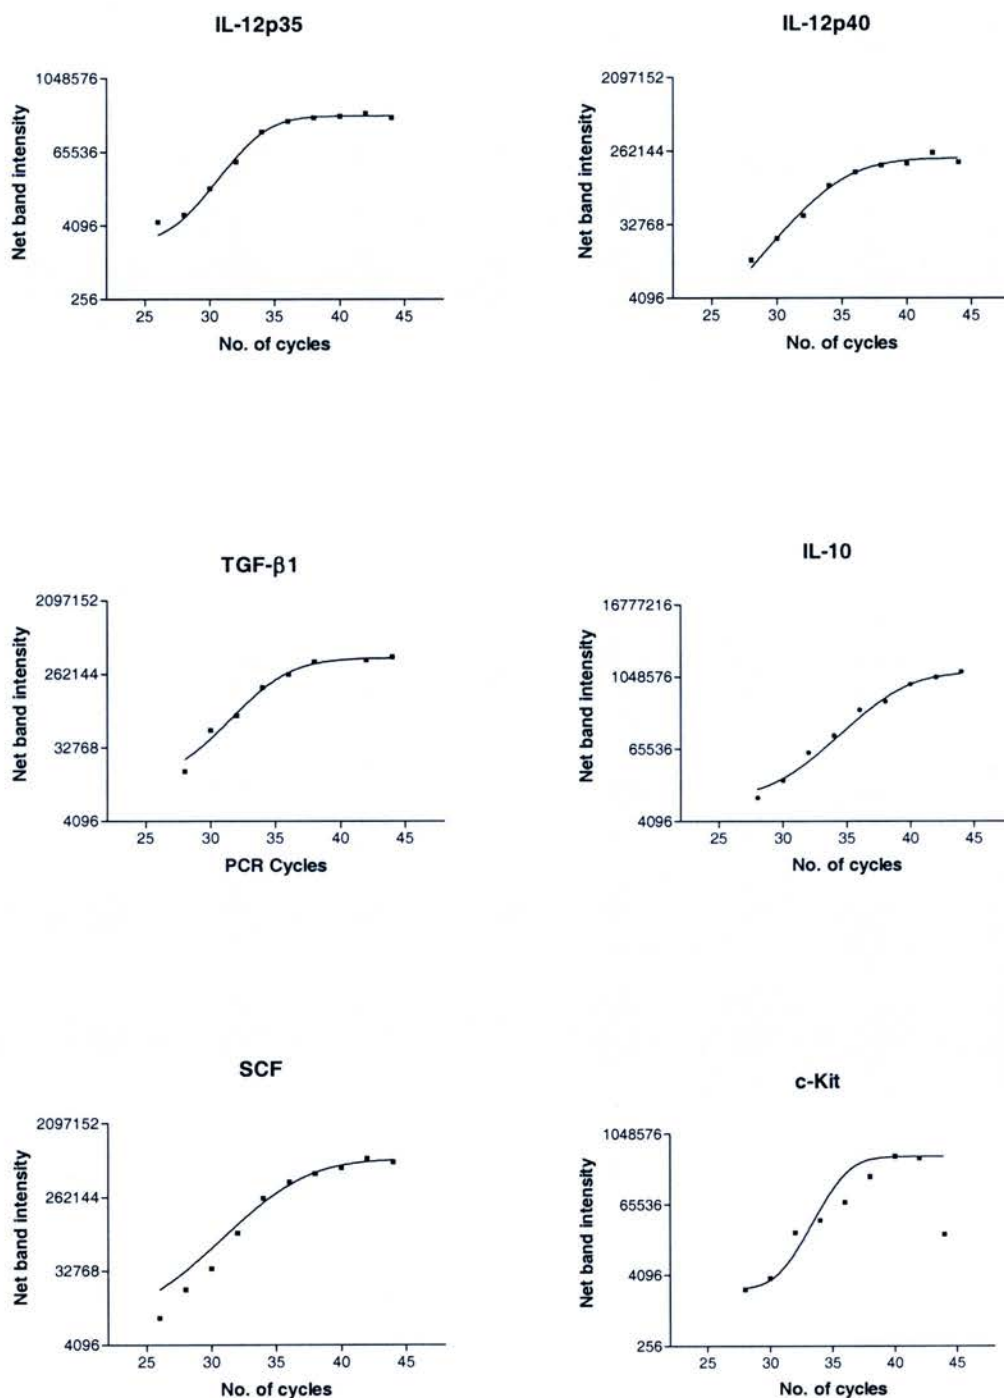 IL-12p35
1048576
65536
4096
256
Net band intensity
25 30 35 40 45
No. of cycles
IL-12p40
2097152
262144
32768
4096
Net band intensity
25 30 35 40 45
No. of cycles
TGF-β1
2097152
262144
32768
4096
Net band intensity
25 30 35 40 45
PCR Cycles
IL-10
16777216
1048576
65536
4096
Net band intensity
25 30 35 40 45
No. of cycles
SCF
2097152
262144
32768
4096
Net band intensity
25 30 35 40 45
No. of cycles
c-Kit
1048576
65536
4096
256
Net band intensity
25 30 35 40 45
No. of cycles